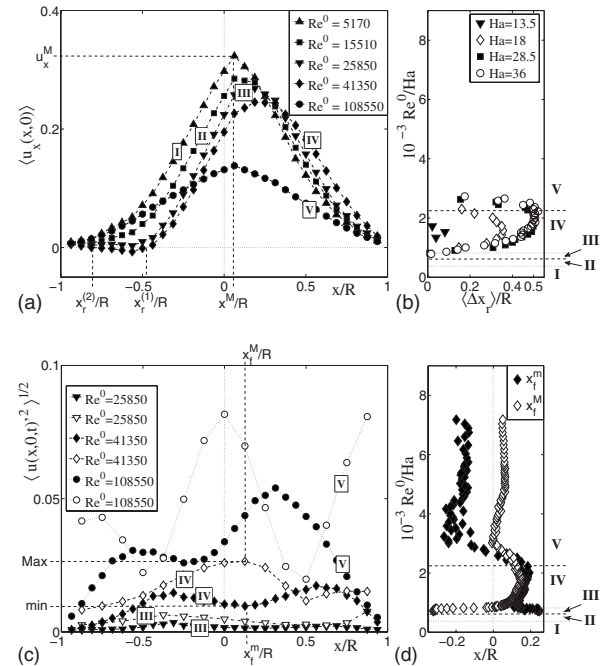 0.4
u_x^M
0.2
0
⟨u_x(x,0)⟩
Re^0 = 5170
Re^0 = 15510
Re^0 = 25850
Re^0 = 41350
Re^0 = 108550
I
II
III
IV
V
−1 −0.5 0 0.5 1
x/R
x_r^(2)/R x_r^(1)/R x^M/R
(a)
8
6
4
2
0
10^−3 Re^0/Ha
Ha=13.5
Ha=18
Ha=28.5
Ha=36
V
IV
III
II
I
0 0.1 0.3 0.5
⟨Δx_r⟩/R
(b)
x_f^M/R
0.1
0.05
Max
min
0
⟨ u(x,0,t)'^2 ⟩^1/2
Re^0=25850
Re^0=25850
Re^0=41350
Re^0=41350
Re^0=108550
Re^0=108550
V
V
IV
IV
III
III
−1 −0.5 0 0.5 1
x/R
x_f^m/R
(c)
8
6
4
2
0
10^−3 Re^0/Ha
x_f^m
x_f^M
V
IV
III
II
I
−0.2 0 0.2
x/R
(d)